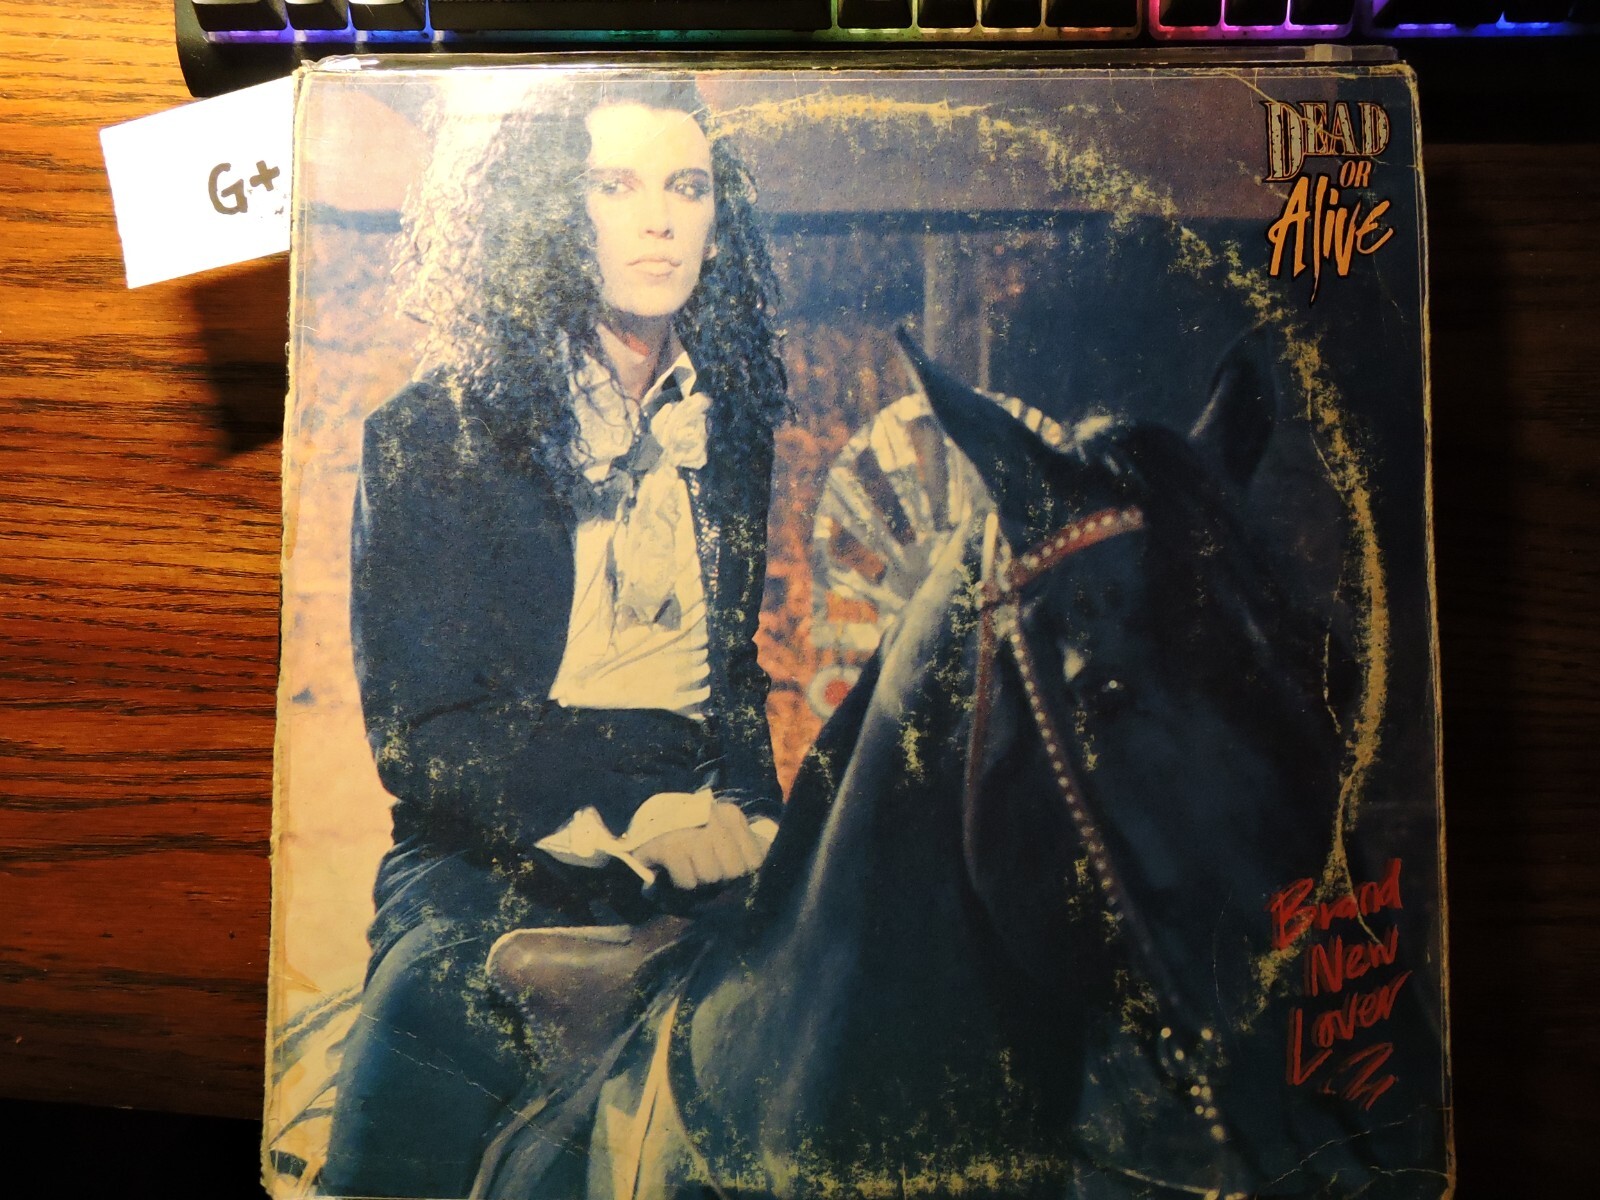 G+
DEAD
OR
Alive
Brand
New
Lover